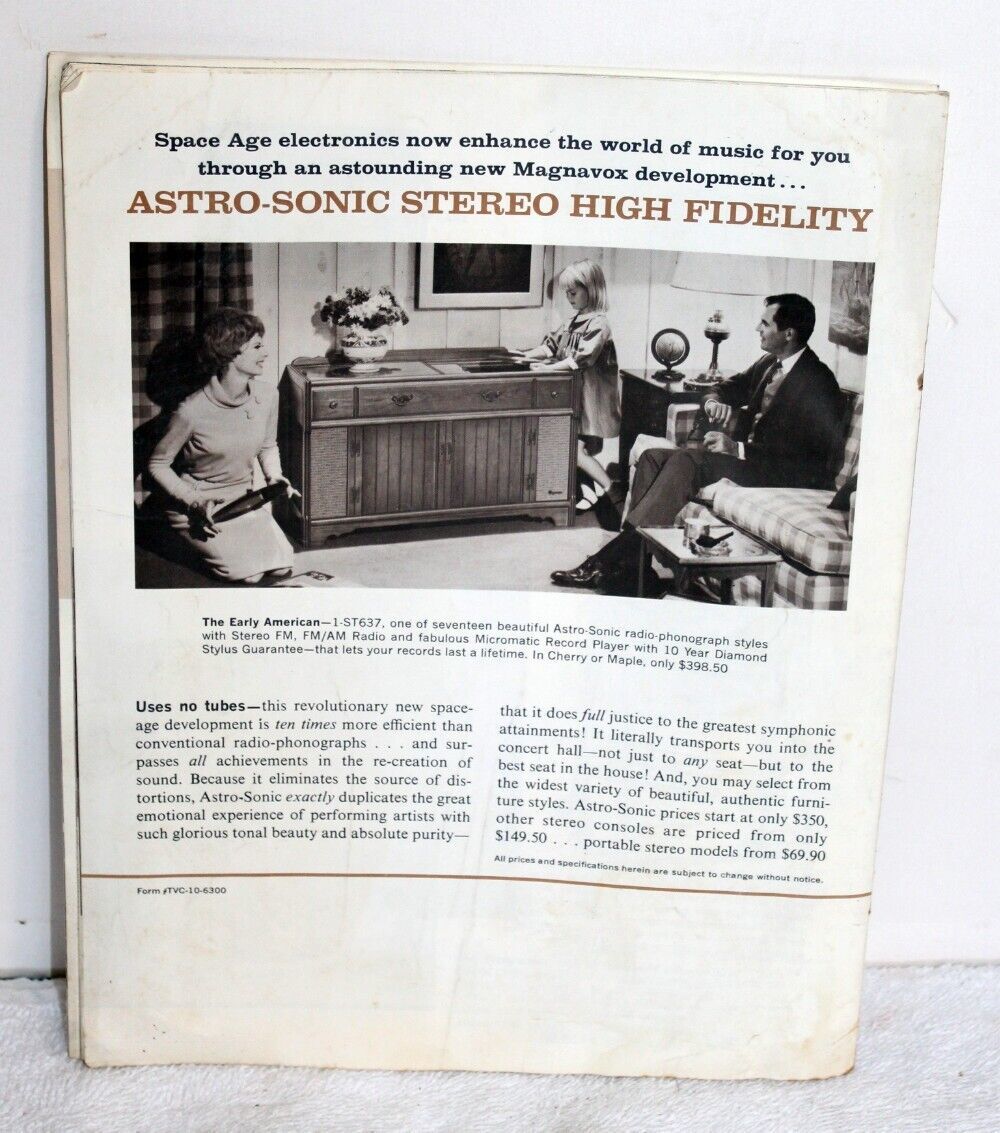 Space Age electronics now enhance the world of music for you
through an astounding new Magnavox development...
ASTRO-SONIC STEREO HIGH FIDELITY
The Early American—1-ST637, one of seventeen beautiful Astro-Sonic radio-phonograph styles
with Stereo FM, FM/AM Radio and fabulous Micromatic Record Player with 10 Year Diamond
Stylus Guarantee—that lets your records last a lifetime. In Cherry or Maple, only $398.50
Uses no tubes—this revolutionary new space-
age development is ten times more efficient than
conventional radio-phonographs . . . and sur-
passes all achievements in the re-creation of
sound. Because it eliminates the source of dis-
tortions, Astro-Sonic exactly duplicates the great
emotional experience of performing artists with
such glorious tonal beauty and absolute purity—
that it does full justice to the greatest symphonic
attainments! It literally transports you into the
concert hall—not just to any seat—but to the
best seat in the house! And, you may select from
the widest variety of beautiful, authentic furni-
ture styles. Astro-Sonic prices start at only $350,
other stereo consoles are priced from only
$149.50 . . . portable stereo models from $69.90
All prices and specifications herein are subject to change without notice.
Form #TVC-10-6300